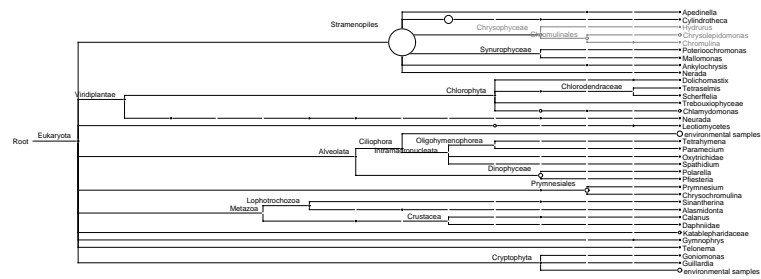 Apedinella
Stramenopiles
Cylindrotheca
Chrysophyceae
Hydrurus
Chromulinales
Chrysolepidomonas
Chromulina
Synurophyceae
Poterioochromonas
Mallomonas
Ankylochrysis
Nerada
Dolichomastix
Chlorodendraceae
Tetraselmis
Viridiplantae
Chlorophyta
Scherffelia
Trebouxiophyceae
Chlamydomonas
Neurada
Leotiomycetes
Eukaryota
environmental samples
Root
Ciliophora
Oligohymenophorea
Tetrahymena
Paramecium
Alveolata
Intramacronucleata
Oxytrichidae
Spathidium
Dinophyceae
Polarella
Pfiesteria
Prymnesiales
Prymnesium
Chrysochromulina
Lophotrochozoa
Sinantherina
Metazoa
Alasmidonta
Crustacea
Calanus
Daphniidae
Katablepharidaceae
Gymnophrys
Telonema
Cryptophyta
Goniomonas
Guillardia
environmental samples